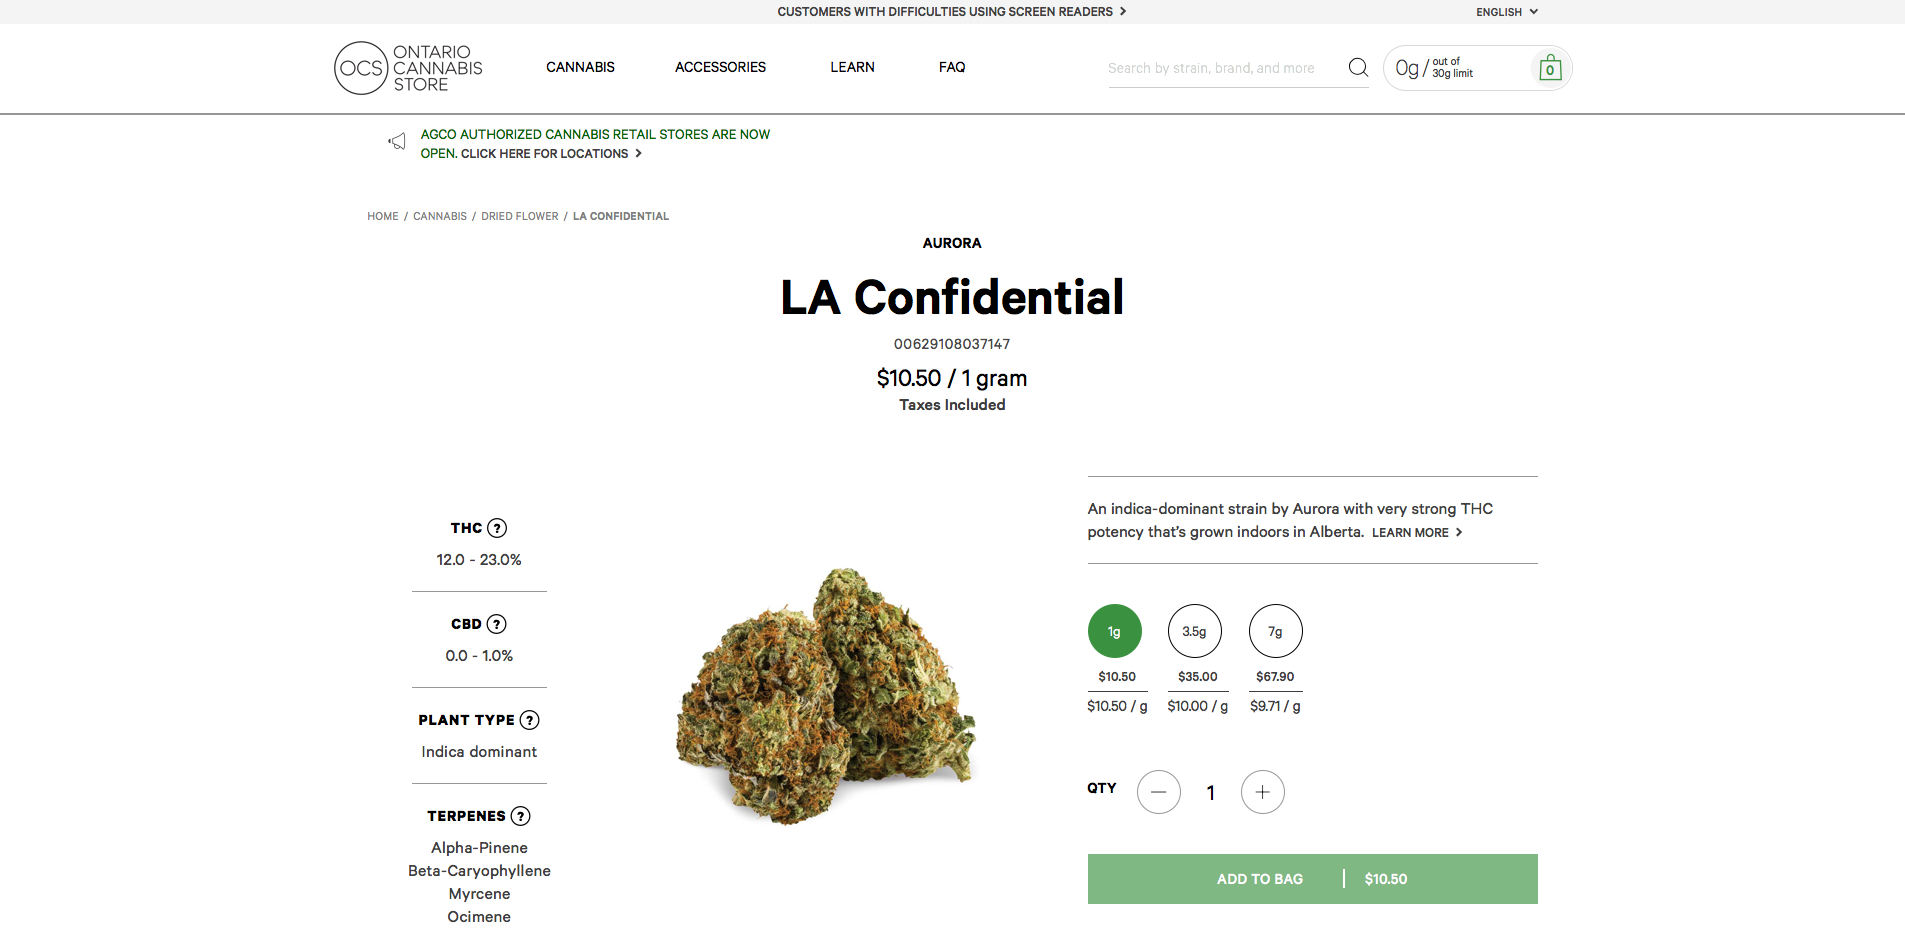 CUSTOMERS WITH DIFFICULTIES USING SCREEN READERS
ENGLISH
OCS
ONTARIO
CANNABIS
STORE
CANNABIS
ACCESSORIES
LEARN
FAQ
Search by strain, brand, and more
0g / out of
30g limit
0
AGCO AUTHORIZED CANNABIS RETAIL STORES ARE NOW
OPEN. CLICK HERE FOR LOCATIONS
HOME / CANNABIS / DRIED FLOWER / LA CONFIDENTIAL
AURORA
LA Confidential
00629108037147
$10.50 / 1 gram
Taxes Included
THC ?
12.0 - 23.0%
CBD ?
0.0 - 1.0%
PLANT TYPE ?
Indica dominant
TERPENES ?
Alpha-Pinene
Beta-Caryophyllene
Myrcene
Ocimene
An indica-dominant strain by Aurora with very strong THC
potency that's grown indoors in Alberta. LEARN MORE
1g 3.5g 7g
$10.50 $35.00 $67.90
$10.50 / g $10.00 / g $9.71 / g
QTY 1
ADD TO BAG | $10.50